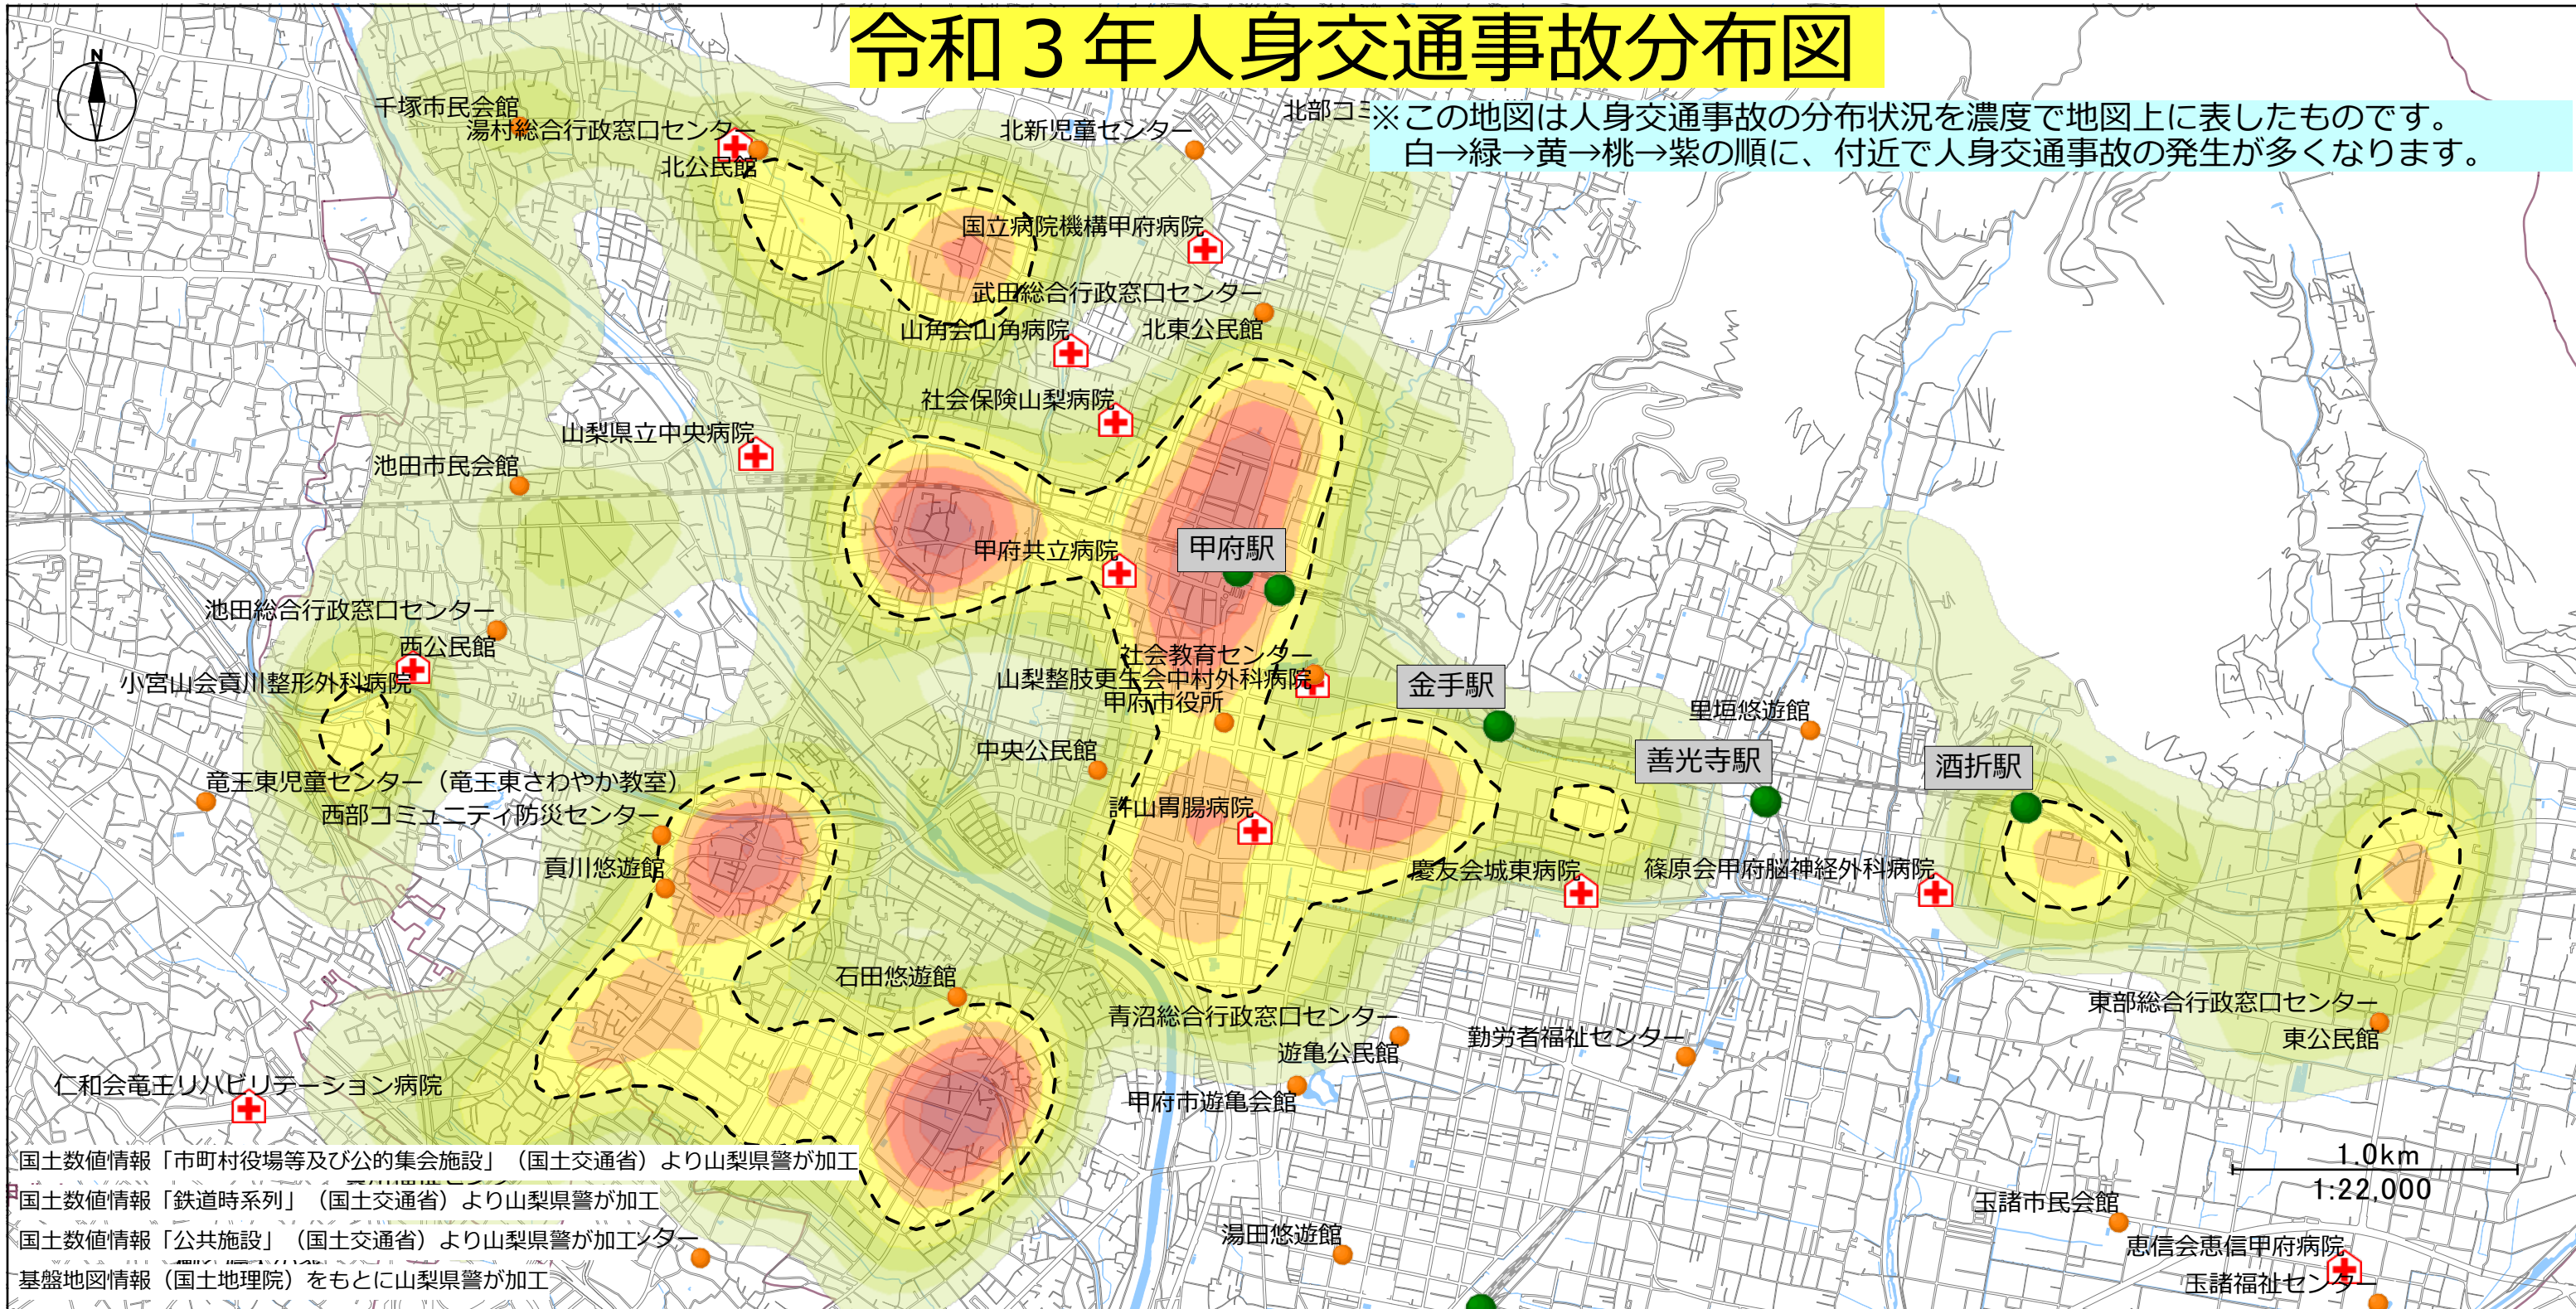 令和３年人身交通事故分布図
※この地図は人身交通事故の分布状況を濃度で地図上に表したものです。
白→緑→黄→桃→紫の順に、付近で人身交通事故の発生が多くなります。
N
千塚市民会館
湯村総合行政窓口センター
北公民館
北新児童センター
北部コミ
国立病院機構甲府病院
武田総合行政窓口センター
北東公民館
山角会山角病院
社会保険山梨病院
山梨県立中央病院
池田市民会館
甲府共立病院
甲府駅
池田総合行政窓口センター
西公民館
小宮山会貢川整形外科病院
社会教育センター
山梨整肢更生会中村外科病院
甲府市役所
金手駅
里垣悠遊館
善光寺駅
酒折駅
中央公民館
竜王東児童センター（竜王東さわやか教室）
西部コミュニティ防災センター
貢川悠遊館
許山胃腸病院
慶友会城東病院
篠原会甲府脳神経外科病院
石田悠遊館
青沼総合行政窓口センター
遊亀公民館
勤労者福祉センター
東部総合行政窓口センター
東公民館
仁和会竜王リハビリテーション病院
甲府市遊亀会館
国土数値情報「市町村役場等及び公的集会施設」（国土交通省）より山梨県警が加工
国土数値情報「鉄道時系列」（国土交通省）より山梨県警が加工
国土数値情報「公共施設」（国土交通省）より山梨県警が加工
ンター
基盤地図情報（国土地理院）をもとに山梨県警が加工
1.0km
1:22,000
玉諸市民会館
湯田悠遊館
恵信会恵信甲府病院
玉諸福祉センター